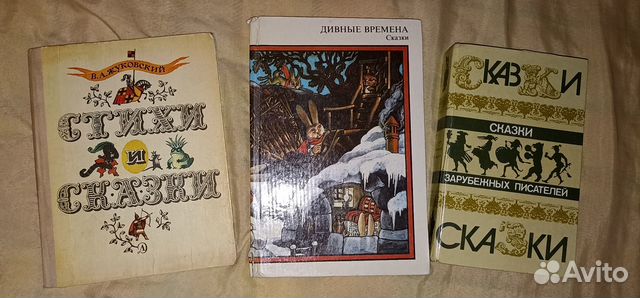 В.А.ЖУКОВСКИЙ
СТИХИ
И
СКАЗКИ
ДИВНЫЕ ВРЕМЕНА
Сказки
СКАЗКИ
СКАЗКИ
ЗАРУБЕЖНЫХ ПИСАТЕЛЕЙ
СКАЗКИ
Avito